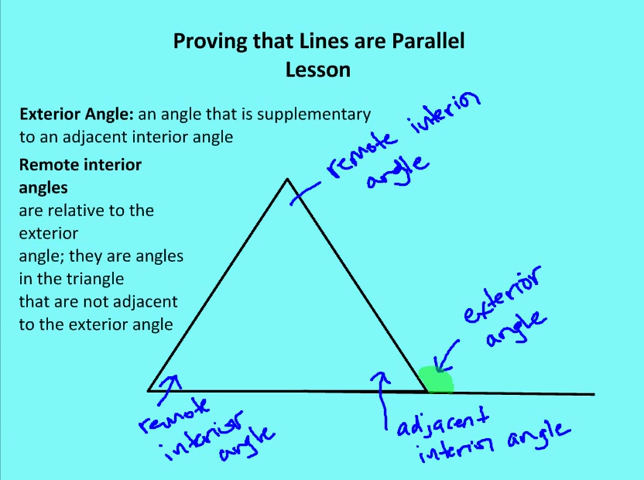 Proving that Lines are Parallel
Lesson
Exterior Angle: an angle that is supplementary
to an adjacent interior angle
Remote interior
angles
are relative to the
exterior
angle; they are angles
in the triangle
that are not adjacent
to the exterior angle
remote interior
angle
exterior
angle
remote
interior
angle
adjacent
interior angle